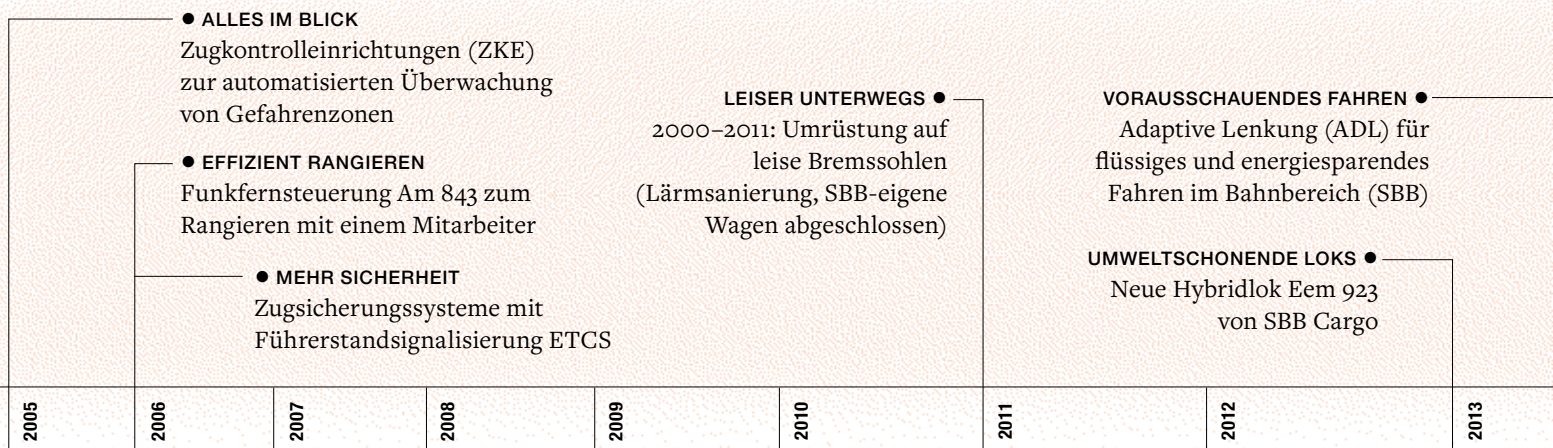 ● ALLES IM BLICK
Zugkontrolleinrichtungen (ZKE)
zur automatisierten Überwachung
von Gefahrenzonen
● EFFIZIENT RANGIEREN
Funkfernsteuerung Am 843 zum
Rangieren mit einem Mitarbeiter
● MEHR SICHERHEIT
Zugsicherungssysteme mit
Führerstandsignalisierung ETCS
LEISER UNTERWEGS ●
2000–2011: Umrüstung auf
leise Bremssohlen
(Lärmsanierung, SBB-eigene
Wagen abgeschlossen)
VORAUSSCHAUENDES FAHREN ●
Adaptive Lenkung (ADL) für
flüssiges und energiesparendes
Fahren im Bahnbereich (SBB)
UMWELTSCHONENDE LOKS ●
Neue Hybridlok Eem 923
von SBB Cargo
2005
2006
2007
2008
2009
2010
2011
2012
2013